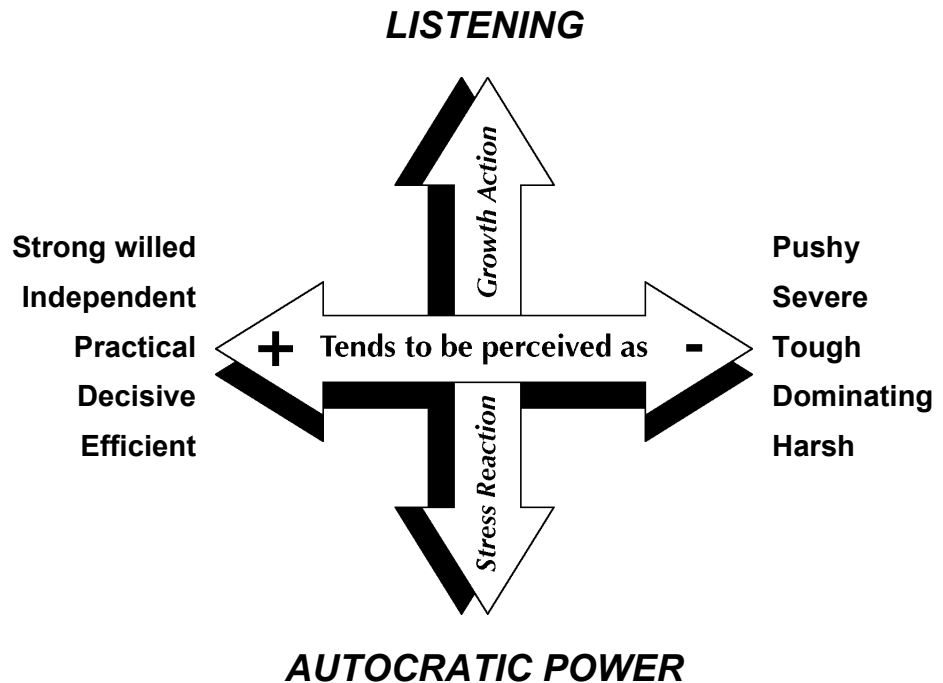 LISTENING
Growth Action
Strong willed
Independent
Practical
Decisive
Efficient
+ Tends to be perceived as -
Pushy
Severe
Tough
Dominating
Harsh
Stress Reaction
AUTOCRATIC POWER